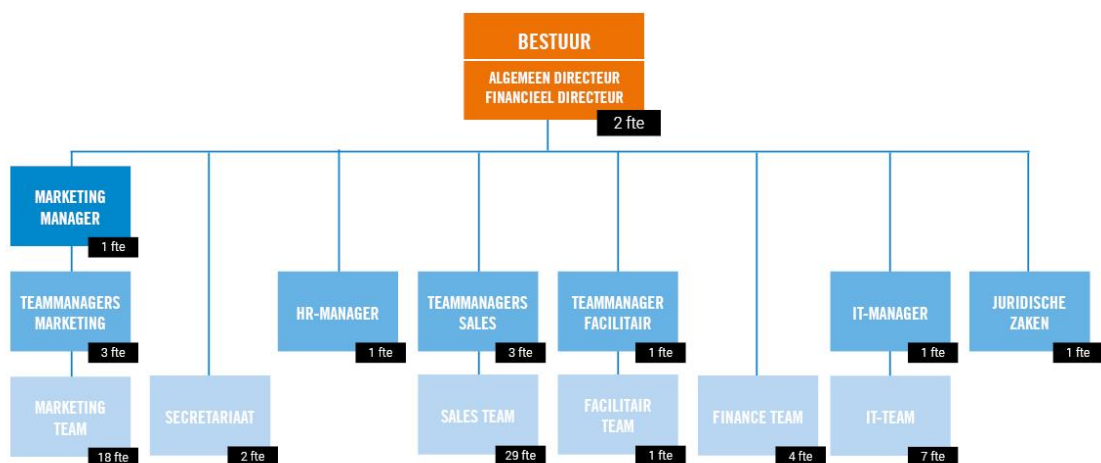 BESTUUR
ALGEMEEN DIRECTEUR
FINANCIEEL DIRECTEUR
2 fte
MARKETING
MANAGER
1 fte
TEAMMANAGERS
MARKETING
3 fte
HR-MANAGER
1 fte
TEAMMANAGERS
SALES
3 fte
TEAMMANAGER
FACILITAIR
1 fte
IT-MANAGER
1 fte
JURIDISCHE
ZAKEN
1 fte
MARKETING
TEAM
18 fte
SECRETARIAAT
2 fte
SALES TEAM
29 fte
FACILITAIR
TEAM
1 fte
FINANCE TEAM
4 fte
IT-TEAM
7 fte